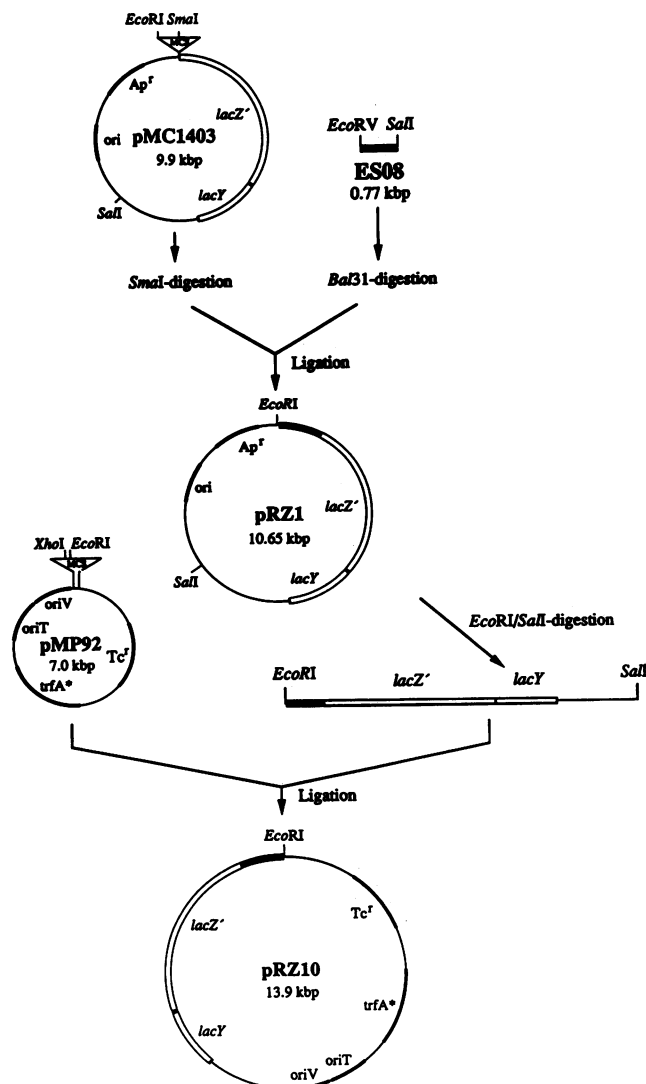 EcoRI SmaI
MCS
Apʳ
lacZ´
ori
pMC1403
9.9 kbp
SalI
lacY
EcoRV SalI
ES08
0.77 kbp
SmaI-digestion
Bal31-digestion
Ligation
EcoRI
Apʳ
ori
pRZ1
10.65 kbp
lacZ´
SalI
lacY
XhoI EcoRI
MCS
oriV
oriT
pMP92
7.0 kbp
Tcʳ
trfA*
EcoRI/SalI-digestion
EcoRI
lacZ´
lacY
SalI
Ligation
EcoRI
Tcʳ
lacZ´
pRZ10
13.9 kbp
trfA*
lacY
oriT
oriV